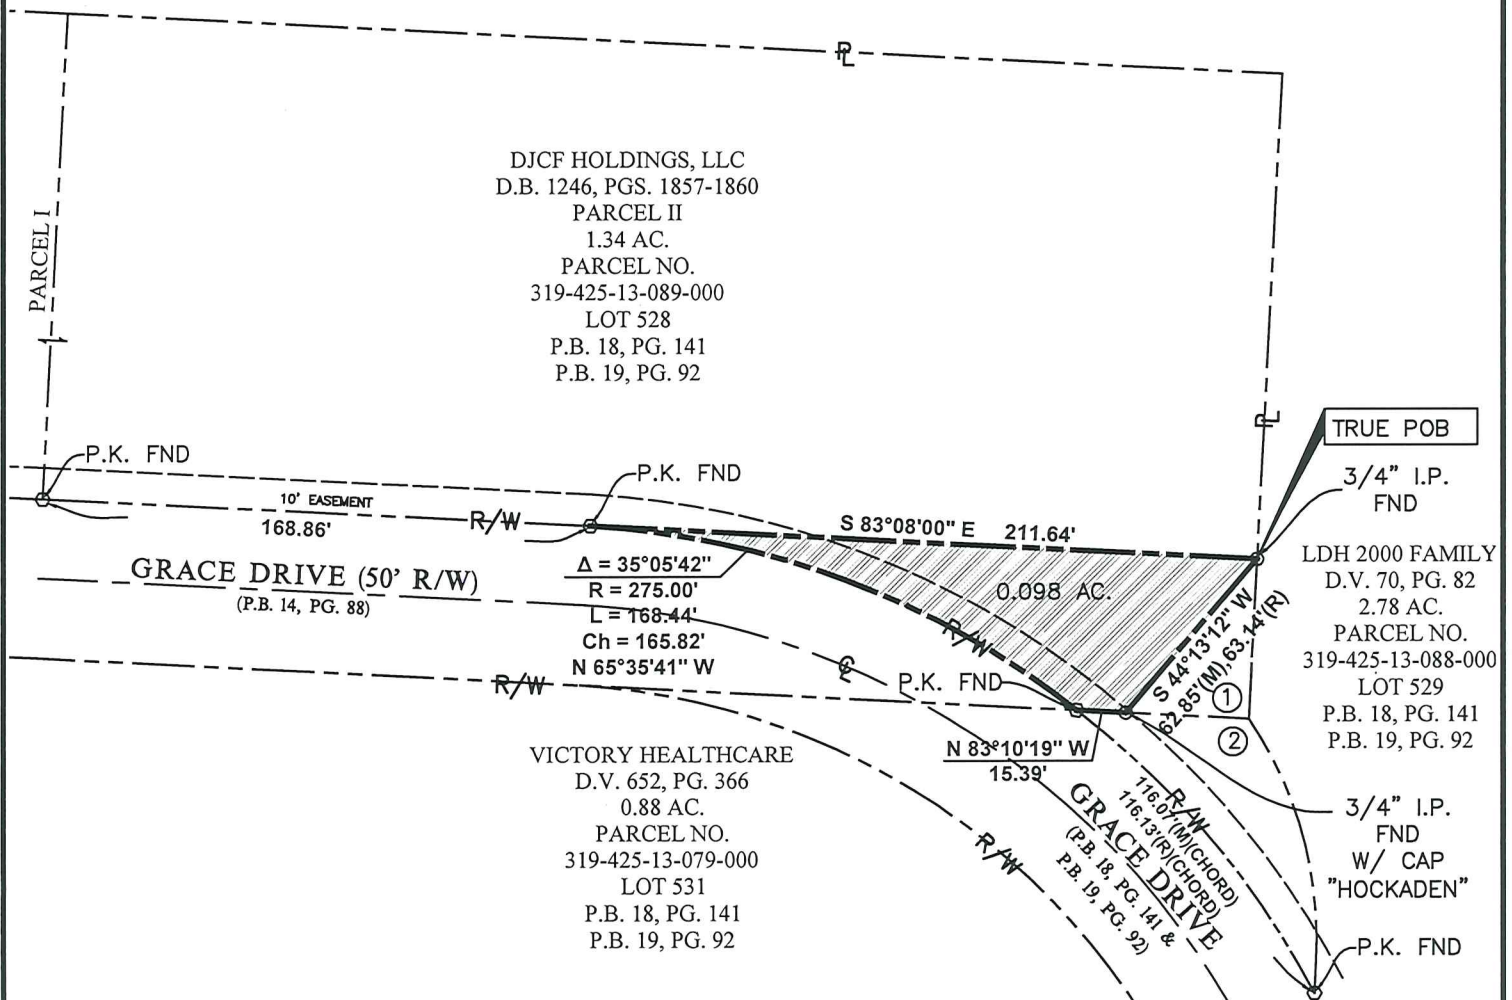 PL
PARCEL I
DJCF HOLDINGS, LLC
D.B. 1246, PGS. 1857-1860
PARCEL II
1.34 AC.
PARCEL NO.
319-425-13-089-000
LOT 528
P.B. 18, PG. 141
P.B. 19, PG. 92
PL
TRUE POB
3/4" I.P.
FND
P.K. FND
P.K. FND
10' EASEMENT
168.86'
R/W
S 83°08'00" E 211.64'
GRACE DRIVE (50' R/W)
(P.B. 14, PG. 88)
Δ = 35°05'42"
R = 275.00'
L = 168.44'
Ch = 165.82'
N 65°35'41" W
0.098 AC.
R/W
S 44°13'12" W
62.85'(M),63.14'(R)
LDH 2000 FAMILY
D.V. 70, PG. 82
2.78 AC.
PARCEL NO.
319-425-13-088-000
LOT 529
P.B. 18, PG. 141
P.B. 19, PG. 92
R/W
CL
P.K. FND
1
2
N 83°10'19" W
15.39'
VICTORY HEALTHCARE
D.V. 652, PG. 366
0.88 AC.
PARCEL NO.
319-425-13-079-000
LOT 531
P.B. 18, PG. 141
P.B. 19, PG. 92
R/W
R/W
116.07'(M)(CHORD)
116.13'(R)(CHORD)
GRACE DRIVE
(P.B. 18, PG. 141 &
P.B. 19, PG. 92)
3/4" I.P.
FND
W/ CAP
"HOCKADEN"
P.K. FND